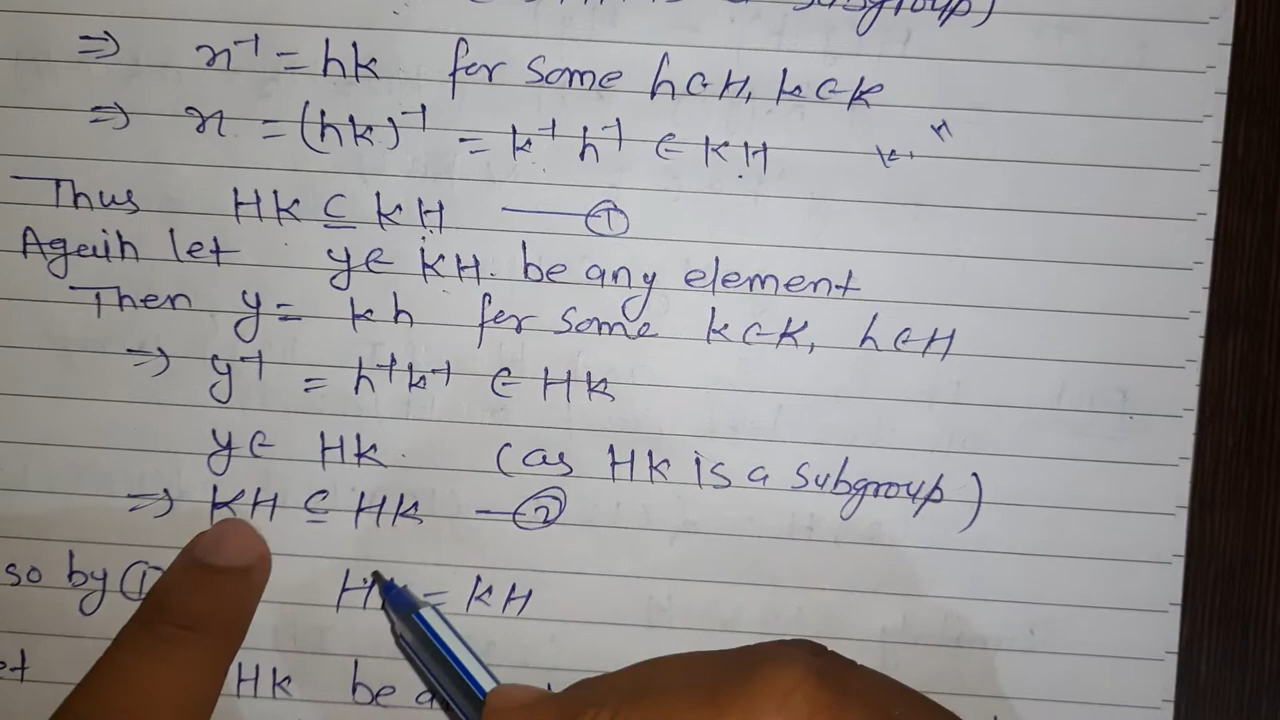 subgroup)
⇒ x⁻¹ = hk for some h∈H, k∈K
⇒ x = (hk)⁻¹ = k⁻¹h⁻¹ ∈ KH
Thus HK ⊆ KH —①
Again let y∈ KH. be any element
Then y = kh for some k∈K, h∈H
⇒ y⁻¹ = h⁻¹k⁻¹ ∈ HK
y∈ HK. (as HK is a subgroup)
⇒ KH ⊆ HK —②
so by ① = KH
HK be